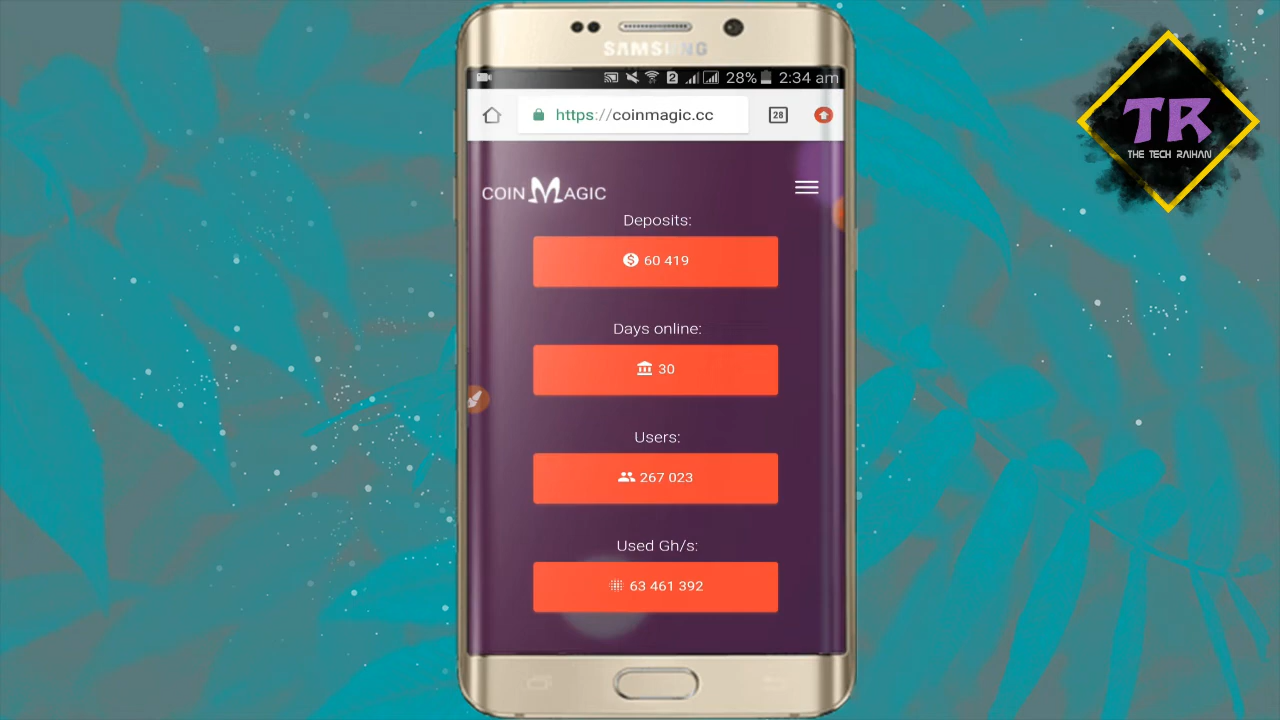 SAMSUNG
2 28% 2:34 am
https://coinmagic.cc
28
COIN MAGIC
Deposits:
60 419
Days online:
30
Users:
267 023
Used Gh/s:
63 461 392
TR
THE TECH RAIHAN